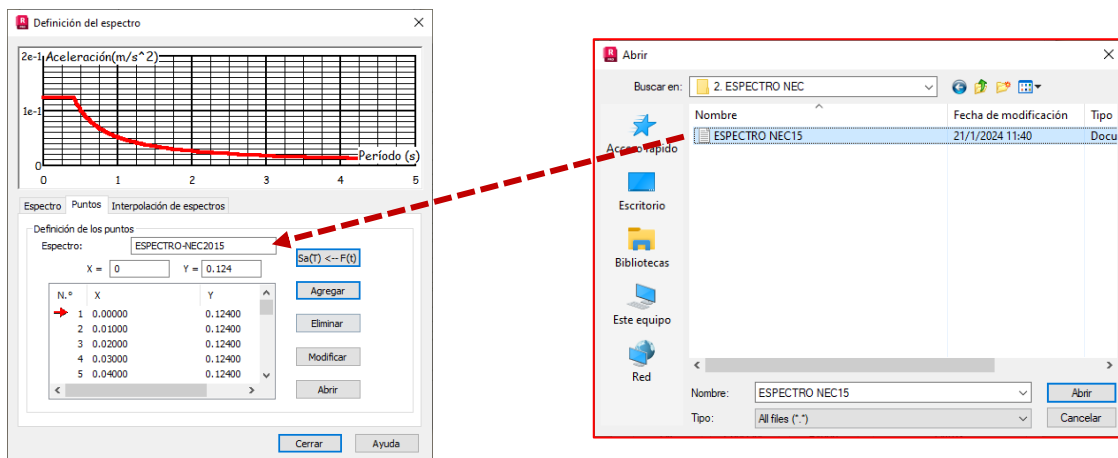 Definición del espectro
2e-1 Aceleración(m/s^2)
1e-1
Período (s)
0
0 1 2 3 4 5
Espectro Puntos Interpolación de espectros
Definición de los puntos
Espectro: ESPECTRO-NEC2015
Sa(T) <-- F(t)
X = 0 Y = 0.124
N.º X Y
Agregar
1 0.00000 0.12400
2 0.01000 0.12400
Eliminar
3 0.02000 0.12400
4 0.03000 0.12400
Modificar
5 0.04000 0.12400
Abrir
Cerrar Ayuda
Abrir
Buscar en: 2. ESPECTRO NEC
Nombre Fecha de modificación Tipo
ESPECTRO NEC15 21/1/2024 11:40 Docu
Acceso rápido
Escritorio
Bibliotecas
Este equipo
Red
Nombre: ESPECTRO NEC15 Abrir
Tipo: All files (*.*) Cancelar